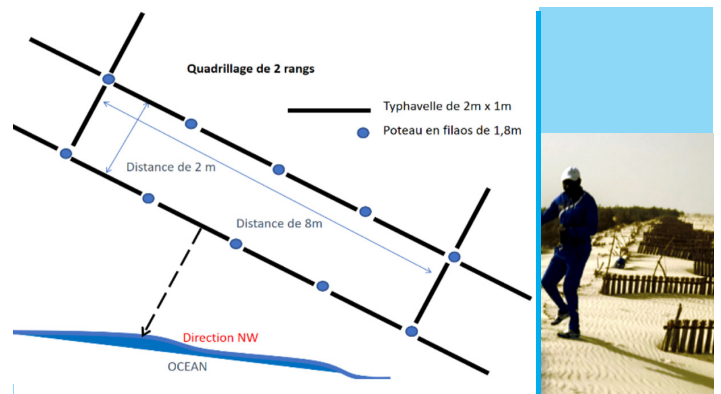 Quadrillage de 2 rangs
Typhavelle de 2m x 1m
Poteau en filaos de 1,8m
Distance de 2 m
Distance de 8m
Direction NW
OCEAN